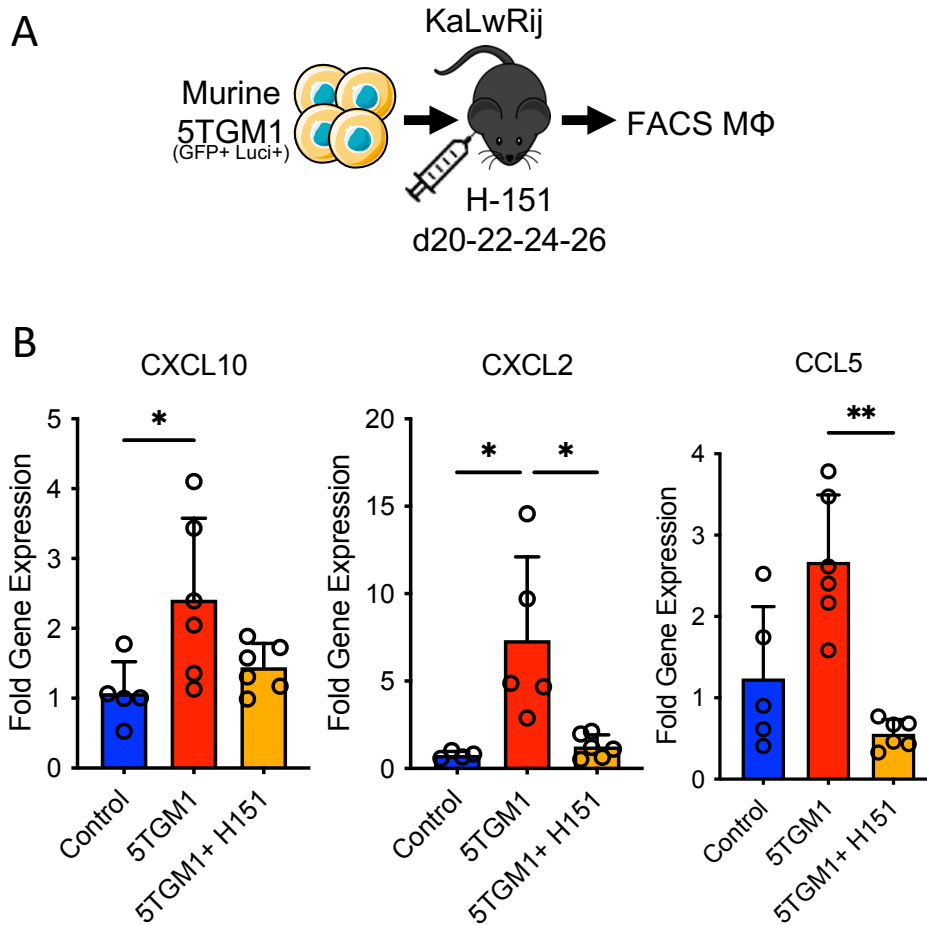 A
KaLwRij
Murine
5TGM1
(GFP+ Luci+)
FACS MΦ
H-151
d20-22-24-26
B
CXCL10
Fold Gene Expression
5
4
3
2
1
0
*
Control
5TGM1
5TGM1+ H151
CXCL2
Fold Gene Expression
20
15
10
5
0
*
*
Control
5TGM1
5TGM1+ H151
CCL5
Fold Gene Expression
4
3
2
1
0
**
Control
5TGM1
5TGM1+ H151